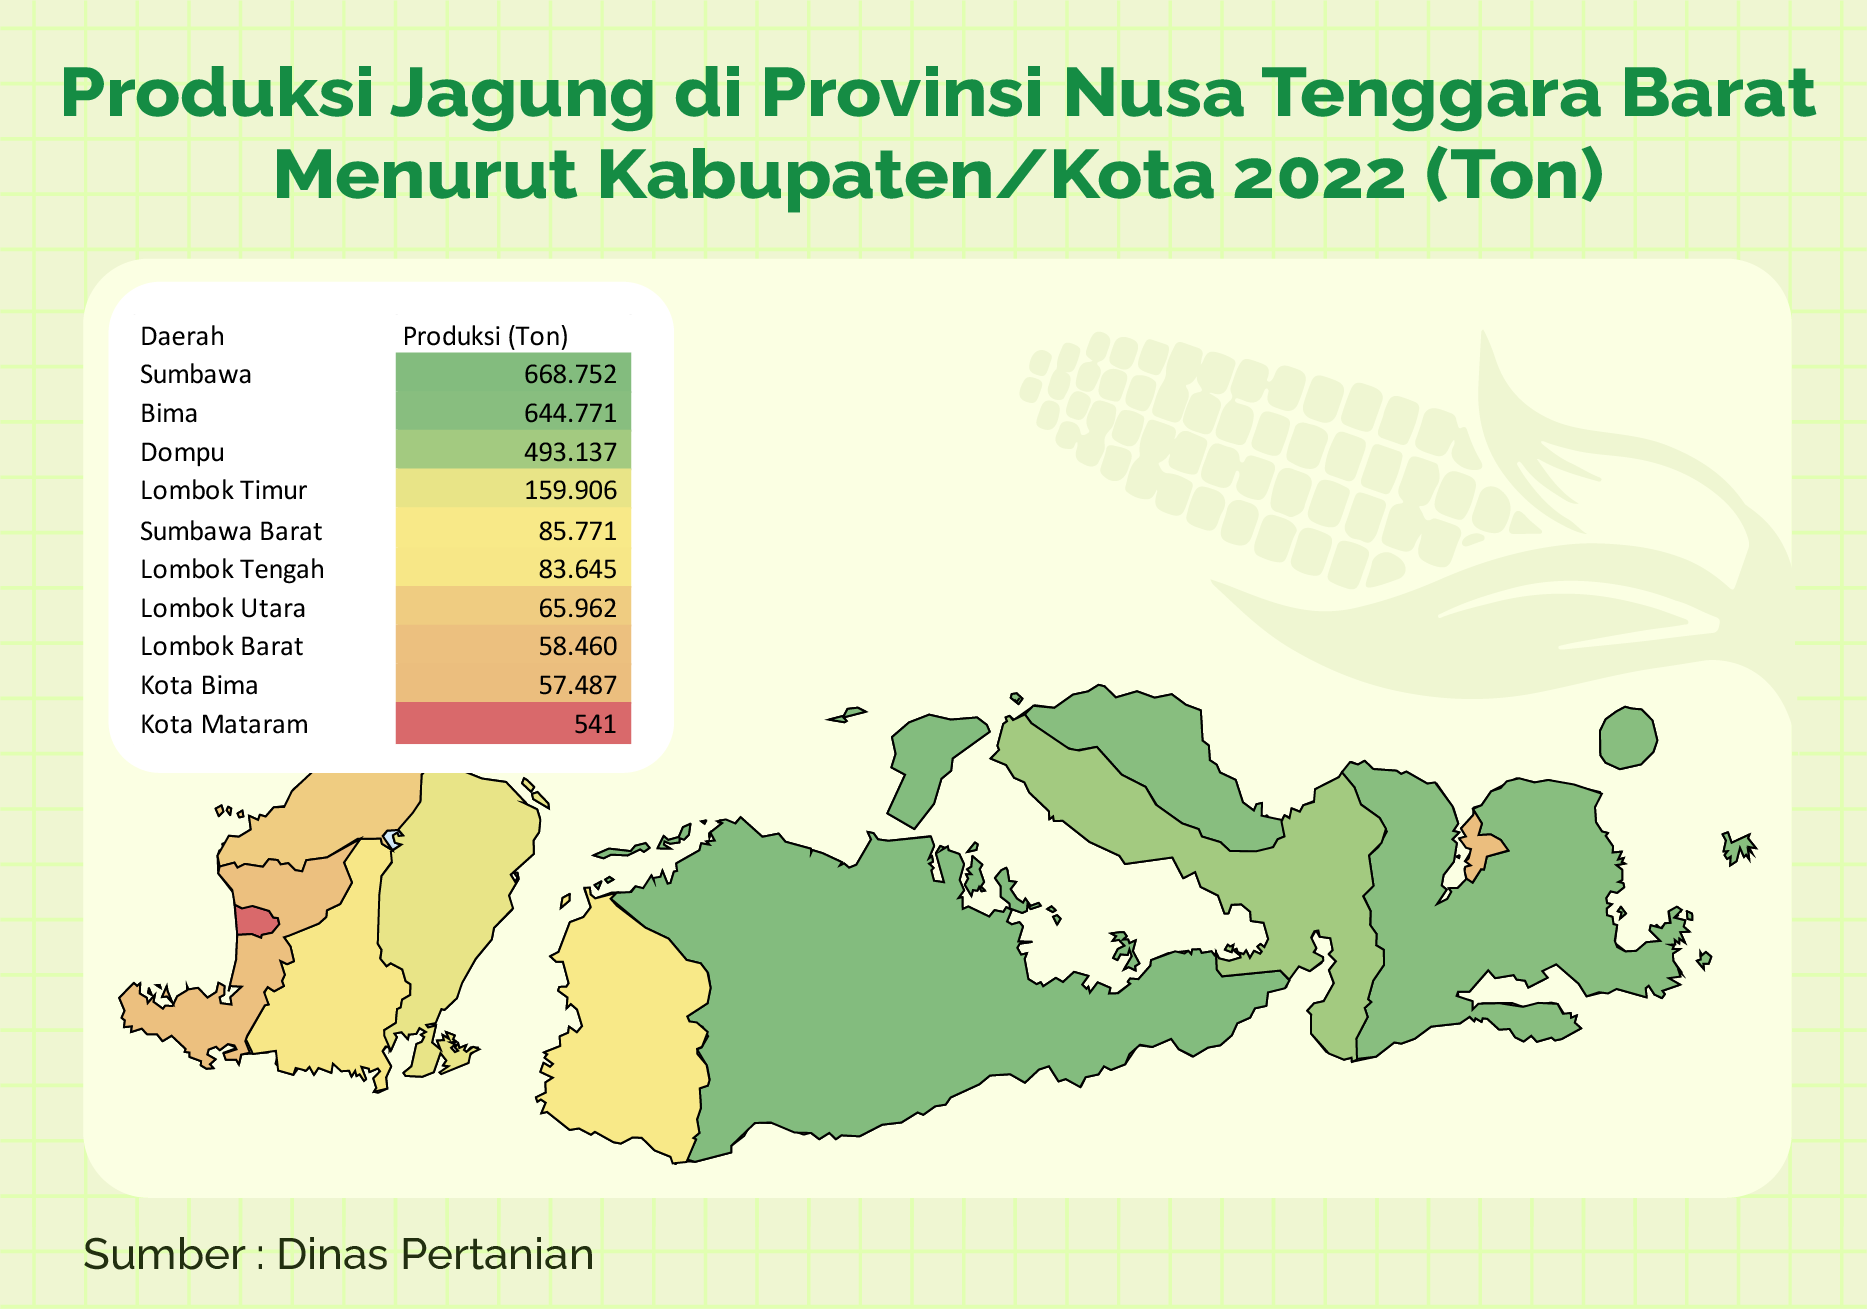 Produksi Jagung di Provinsi Nusa Tenggara Barat
Menurut Kabupaten/Kota 2022 (Ton)
Daerah Produksi (Ton)
Sumbawa 668.752
Bima 644.771
Dompu 493.137
Lombok Timur 159.906
Sumbawa Barat 85.771
Lombok Tengah 83.645
Lombok Utara 65.962
Lombok Barat 58.460
Kota Bima 57.487
Kota Mataram 541
Sumber : Dinas Pertanian